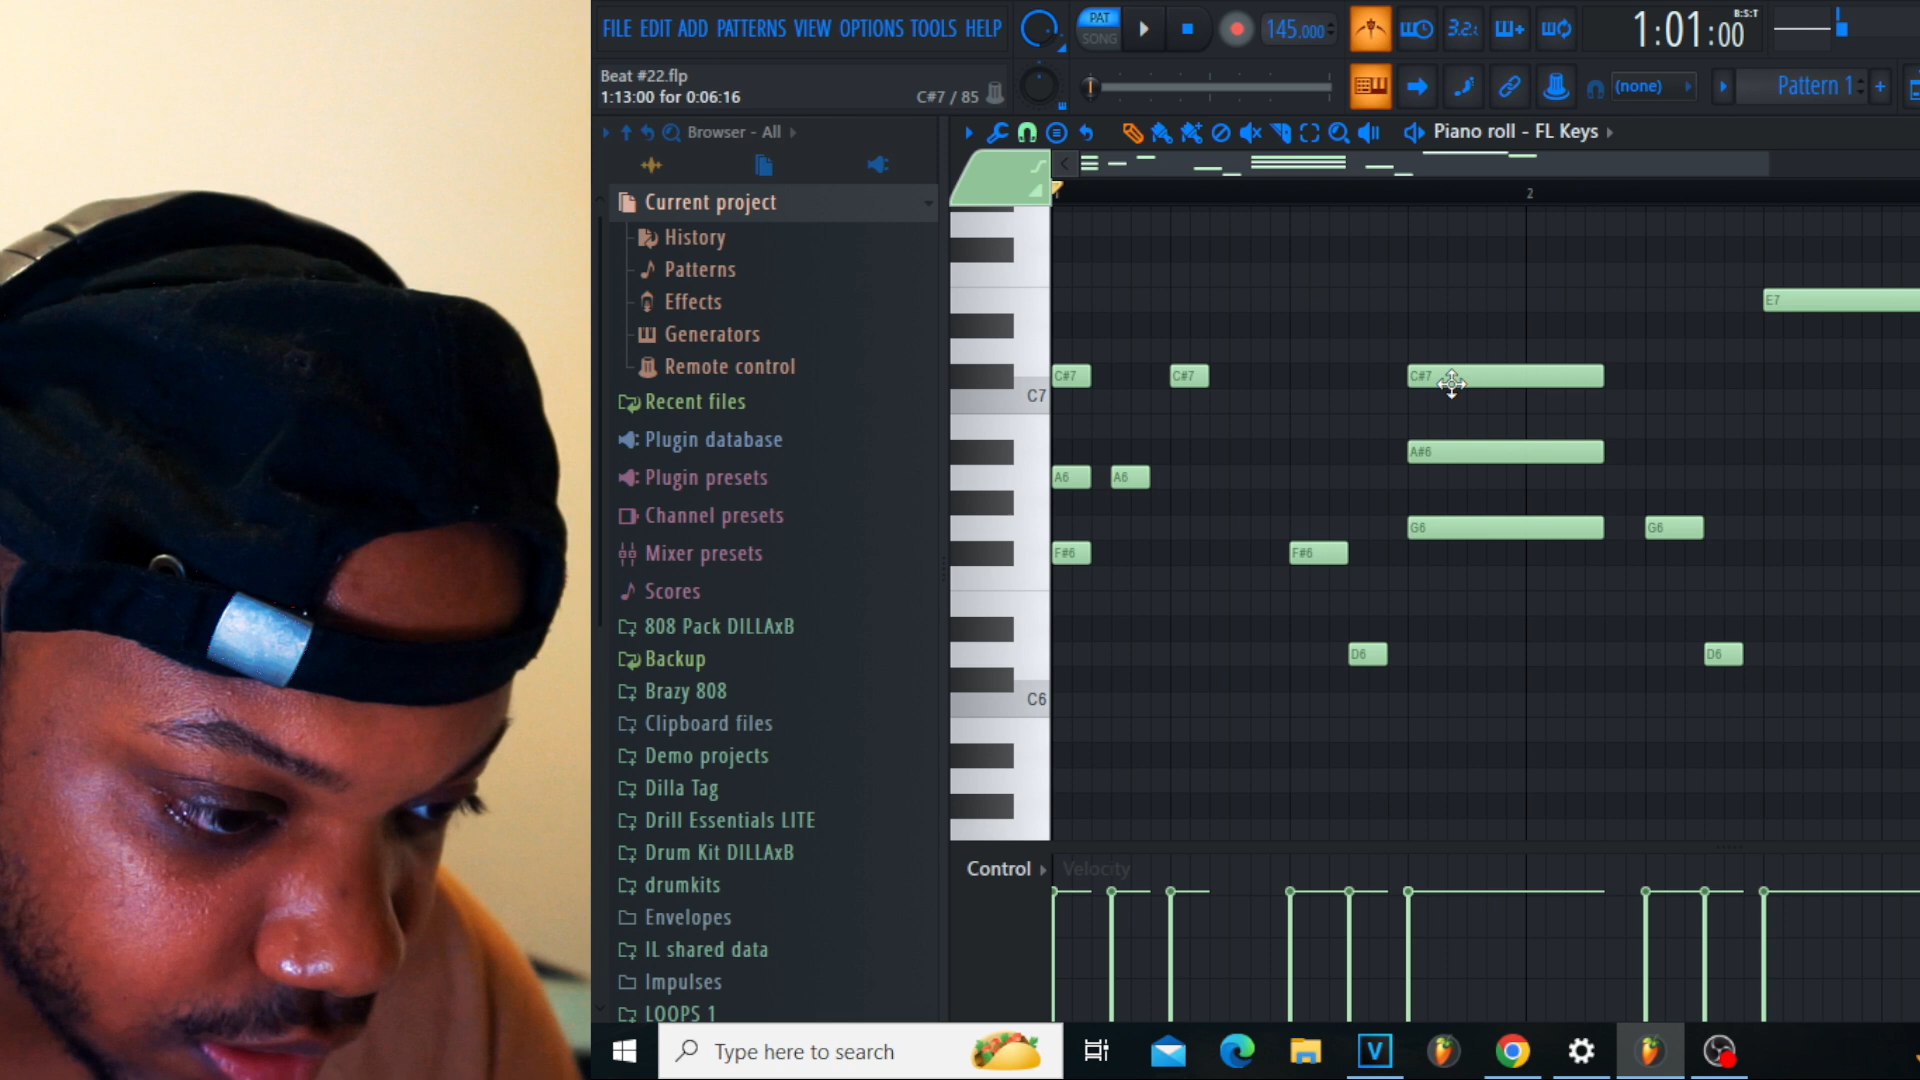 FILE EDIT ADD PATTERNS VIEW OPTIONS TOOLS HELP
PAT
SONG
145.000
3.2.
1:01:00
B:S:T
Beat #22.flp
1:13:00 for 0:06:16
C#7 / 85
(none)
Pattern 1
+
Browser - All
Piano roll - FL Keys
Current project
History
Patterns
Effects
Generators
Remote control
Recent files
Plugin database
Plugin presets
Channel presets
Mixer presets
Scores
808 Pack DILLAxB
Backup
Brazy 808
Clipboard files
Demo projects
Dilla Tag
Drill Essentials LITE
Drum Kit DILLAxB
drumkits
Envelopes
IL shared data
Impulses
LOOPS 1
2
E7
C#7
C#7
C#7
C7
A#6
A6
A6
G6
G6
F#6
F#6
D6
D6
C6
Control
Velocity
Type here to search
V